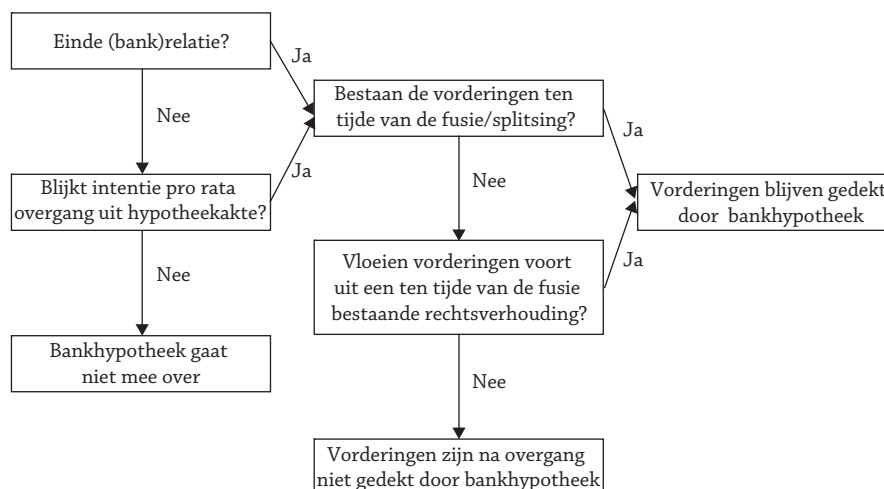 Einde (bank)relatie?
Ja
Nee
Bestaan de vorderingen ten
tijde van de fusie/splitsing?
Ja
Blijkt intentie pro rata
overgang uit hypotheekakte?
Ja
Nee
Vorderingen blijven gedekt
door bankhypotheek
Nee
Vloeien vorderingen voort
uit een ten tijde van de fusie
bestaande rechtsverhouding?
Ja
Bankhypotheek gaat
niet mee over
Nee
Vorderingen zijn na overgang
niet gedekt door bankhypotheek